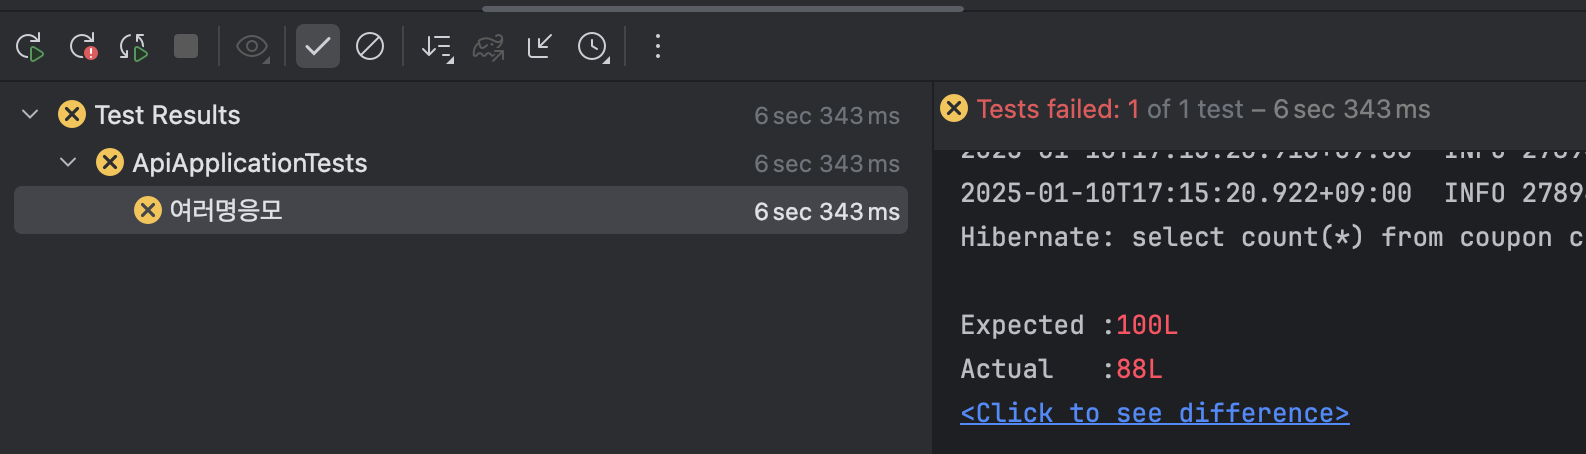 Test Results 6 sec 343 ms
ApiApplicationTests 6 sec 343 ms
여러명응모 6 sec 343 ms
Tests failed: 1 of 1 test – 6 sec 343 ms
2025-01-10T17:15:20.922+09:00 INFO 2789
Hibernate: select count(*) from coupon c
Expected :100L
Actual :88L
<Click to see difference>